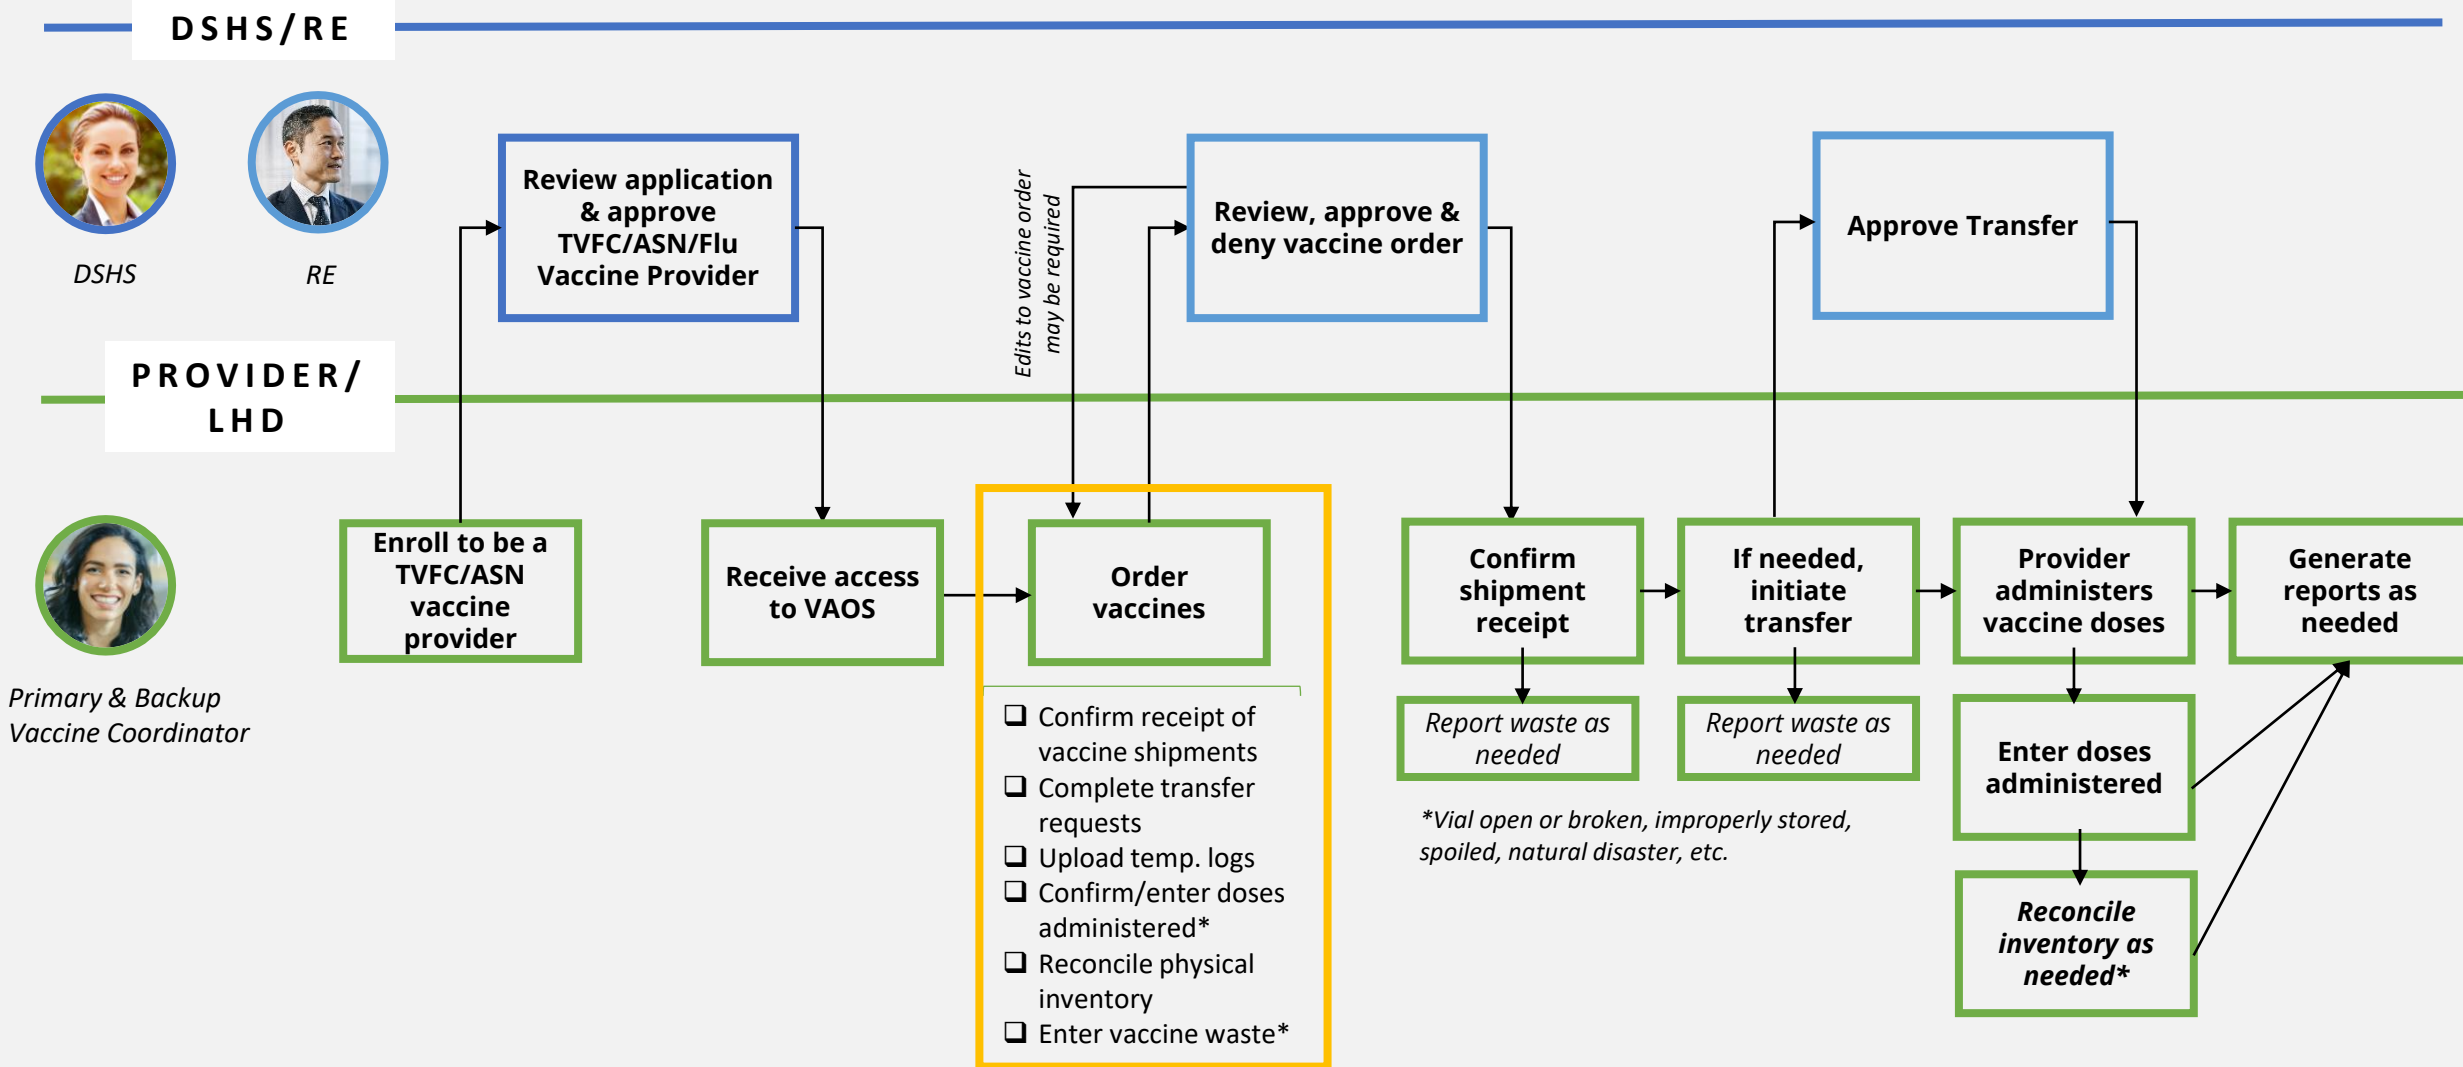 DSHS/RE
DSHS
RE
Review application
& approve
TVFC/ASN/Flu
Vaccine Provider
Edits to vaccine order
may be required
Review, approve &
deny vaccine order
Approve Transfer
PROVIDER/
LHD
Primary & Backup
Vaccine Coordinator
Enroll to be a
TVFC/ASN
vaccine
provider
Receive access
to VAOS
Order
vaccines
❑ Confirm receipt of
vaccine shipments
❑ Complete transfer
requests
❑ Upload temp. logs
❑ Confirm/enter doses
administered*
❑ Reconcile physical
inventory
❑ Enter vaccine waste*
Confirm
shipment
receipt
Report waste as
needed
If needed,
initiate
transfer
Report waste as
needed
*Vial open or broken, improperly stored,
spoiled, natural disaster, etc.
Provider
administers
vaccine doses
Enter doses
administered
Reconcile
inventory as
needed*
Generate
reports as
needed